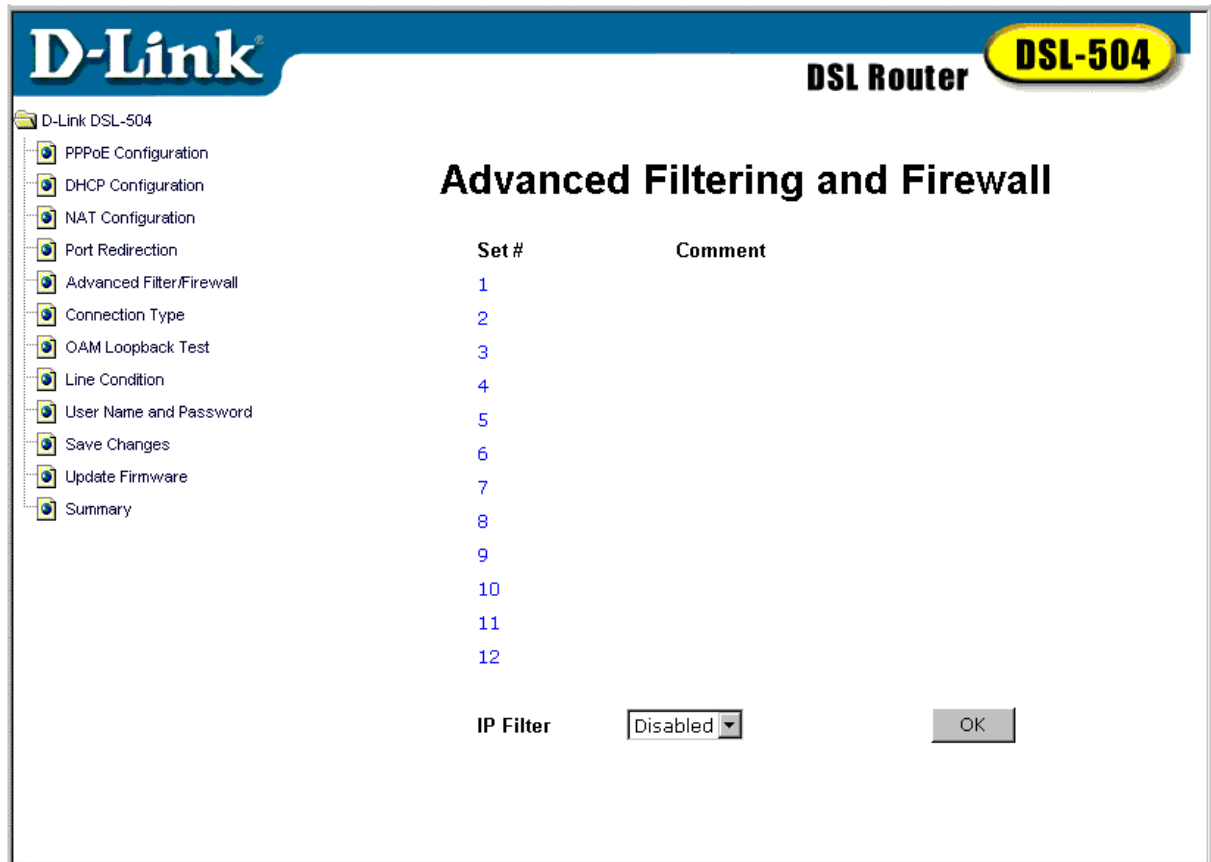 D-Link®
DSL Router
DSL-504
D-Link DSL-504
PPPoE Configuration
DHCP Configuration
NAT Configuration
Port Redirection
Advanced Filter/Firewall
Connection Type
OAM Loopback Test
Line Condition
User Name and Password
Save Changes
Update Firmware
Summary
Advanced Filtering and Firewall
Set # Comment
1
2
3
4
5
6
7
8
9
10
11
12
IP Filter Disabled OK